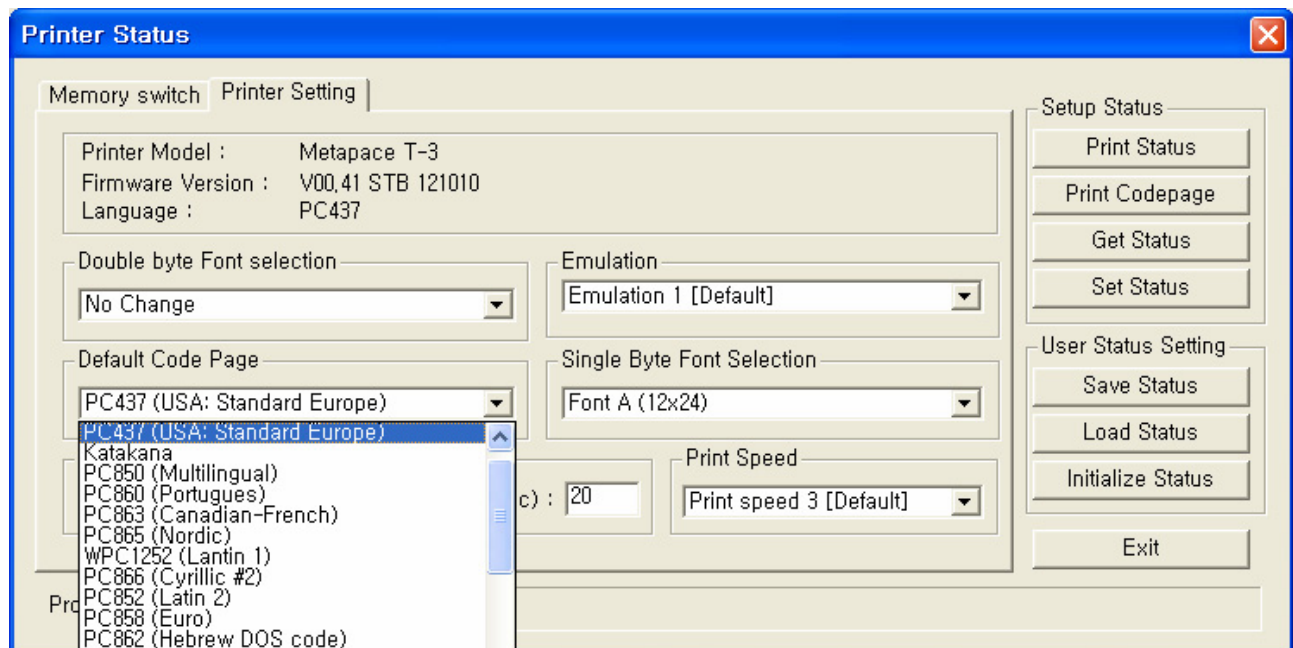 Printer Status
Memory switch
Printer Setting
Printer Model :
Metapace T-3
Firmware Version :
V00,41 STB 121010
Language :
PC437
Double byte Font selection
No Change
Emulation
Emulation 1 [Default]
Default Code Page
PC437 (USA: Standard Europe)
Single Byte Font Selection
Font A (12x24)
PC437 (USA: Standard Europe)
Katakana
PC850 (Multilingual)
PC860 (Portugues)
PC863 (Canadian-French)
PC865 (Nordic)
WPC1252 (Lantin 1)
PC866 (Cyrillic #2)
PC852 (Latin 2)
PC858 (Euro)
PC862 (Hebrew DOS code)
c) : 20
Print Speed
Print speed 3 [Default]
Setup Status
Print Status
Print Codepage
Get Status
Set Status
User Status Setting
Save Status
Load Status
Initialize Status
Exit